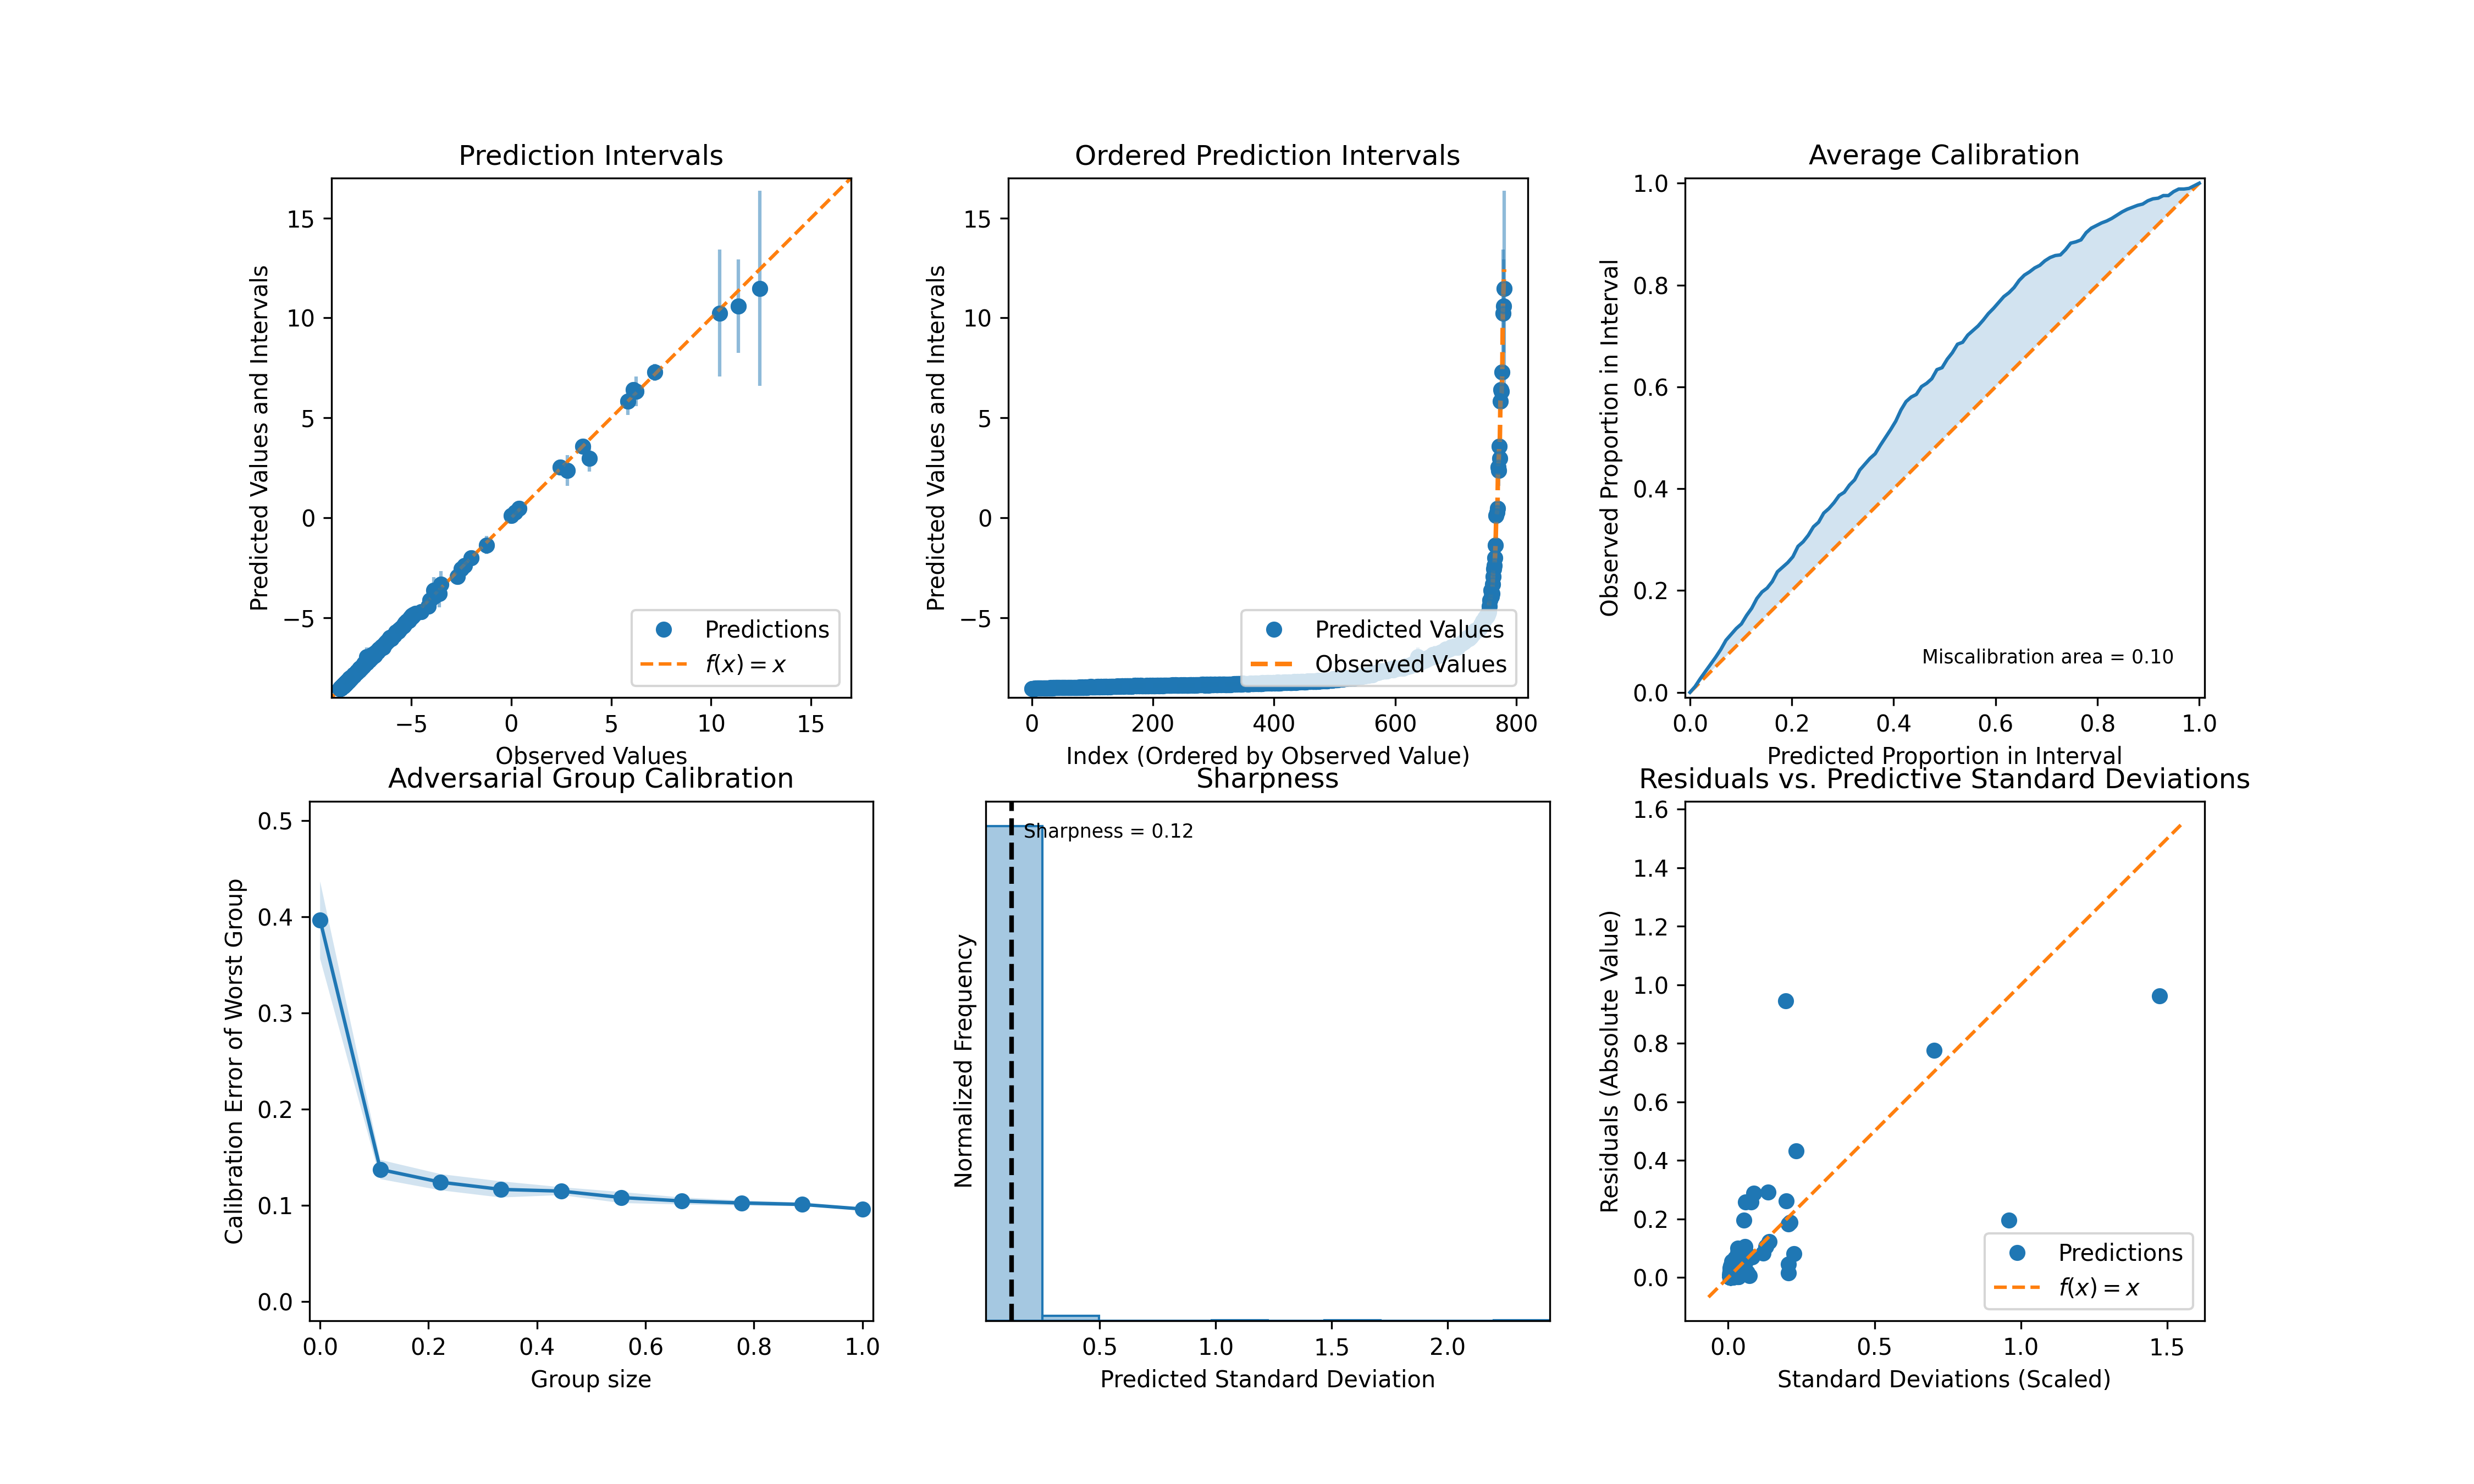 Prediction Intervals
Predicted Values and Intervals
15
10
5
0
−5
−5 0 5 10 15
Observed Values
Predictions
f(x) = x
Ordered Prediction Intervals
Predicted Values and Intervals
15
10
5
0
−5
0 200 400 600 800
Index (Ordered by Observed Value)
Predicted Values
Observed Values
Average Calibration
Observed Proportion in Interval
1.0
0.8
0.6
0.4
0.2
0.0
0.0 0.2 0.4 0.6 0.8 1.0
Predicted Proportion in Interval
Miscalibration area = 0.10
Adversarial Group Calibration
Calibration Error of Worst Group
0.5
0.4
0.3
0.2
0.1
0.0
0.0 0.2 0.4 0.6 0.8 1.0
Group size
Sharpness
Normalized Frequency
Sharpness = 0.12
0.5 1.0 1.5 2.0
Predicted Standard Deviation
Residuals vs. Predictive Standard Deviations
Residuals (Absolute Value)
1.6
1.4
1.2
1.0
0.8
0.6
0.4
0.2
0.0
0.0 0.5 1.0 1.5
Standard Deviations (Scaled)
Predictions
f(x) = x